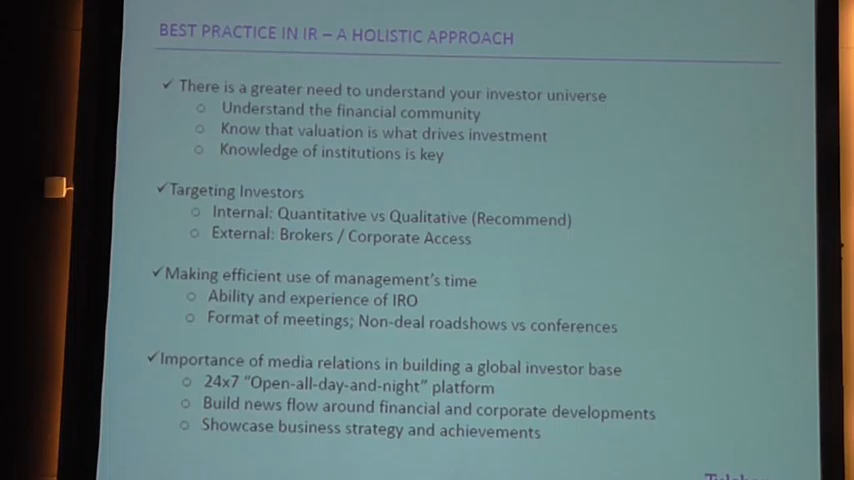 BEST PRACTICE IN IR – A HOLISTIC APPROACH
✓ There is a greater need to understand your investor universe
○ Understand the financial community
○ Know that valuation is what drives investment
○ Knowledge of institutions is key
✓ Targeting Investors
○ Internal: Quantitative vs Qualitative (Recommend)
○ External: Brokers / Corporate Access
✓ Making efficient use of management's time
○ Ability and experience of IRO
○ Format of meetings; Non-deal roadshows vs conferences
✓ Importance of media relations in building a global investor base
○ 24x7 "Open-all-day-and-night" platform
○ Build news flow around financial and corporate developments
○ Showcase business strategy and achievements